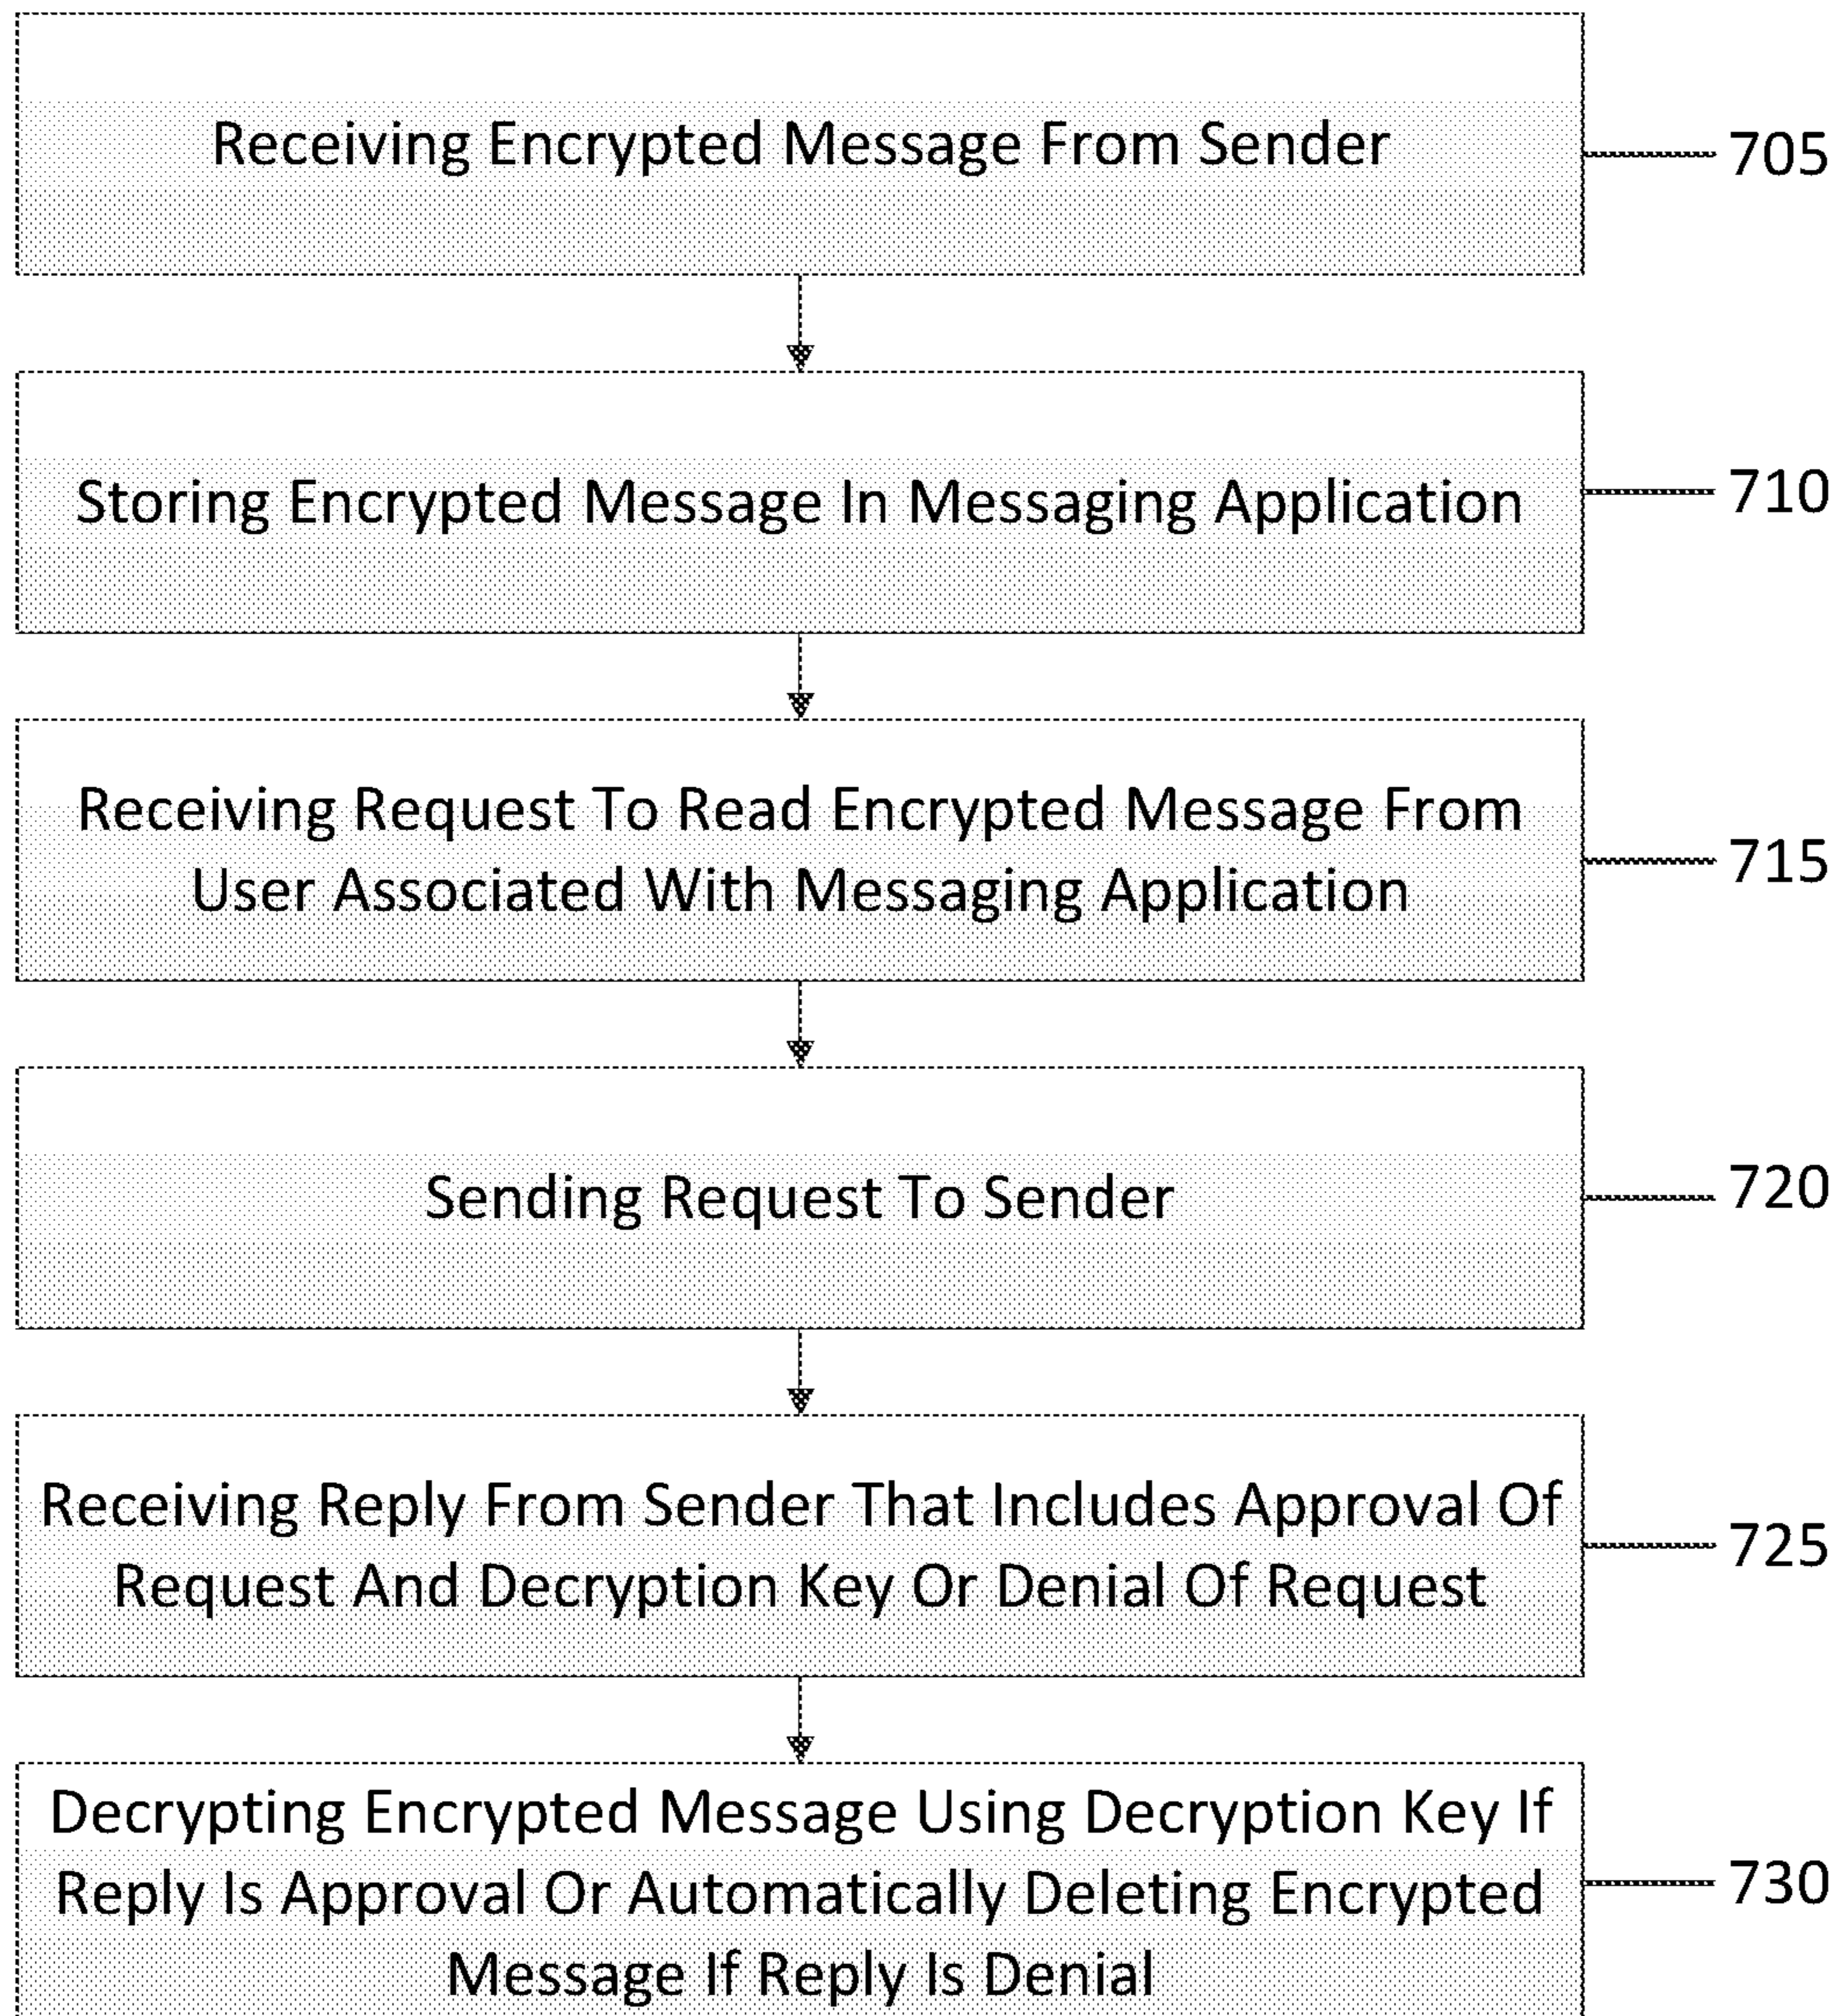 Receiving Encrypted Message From Sender
705
Storing Encrypted Message In Messaging Application
710
Receiving Request To Read Encrypted Message From
User Associated With Messaging Application
715
Sending Request To Sender
720
Receiving Reply From Sender That Includes Approval Of
Request And Decryption Key Or Denial Of Request
725
Decrypting Encrypted Message Using Decryption Key If
Reply Is Approval Or Automatically Deleting Encrypted
Message If Reply Is Denial
730